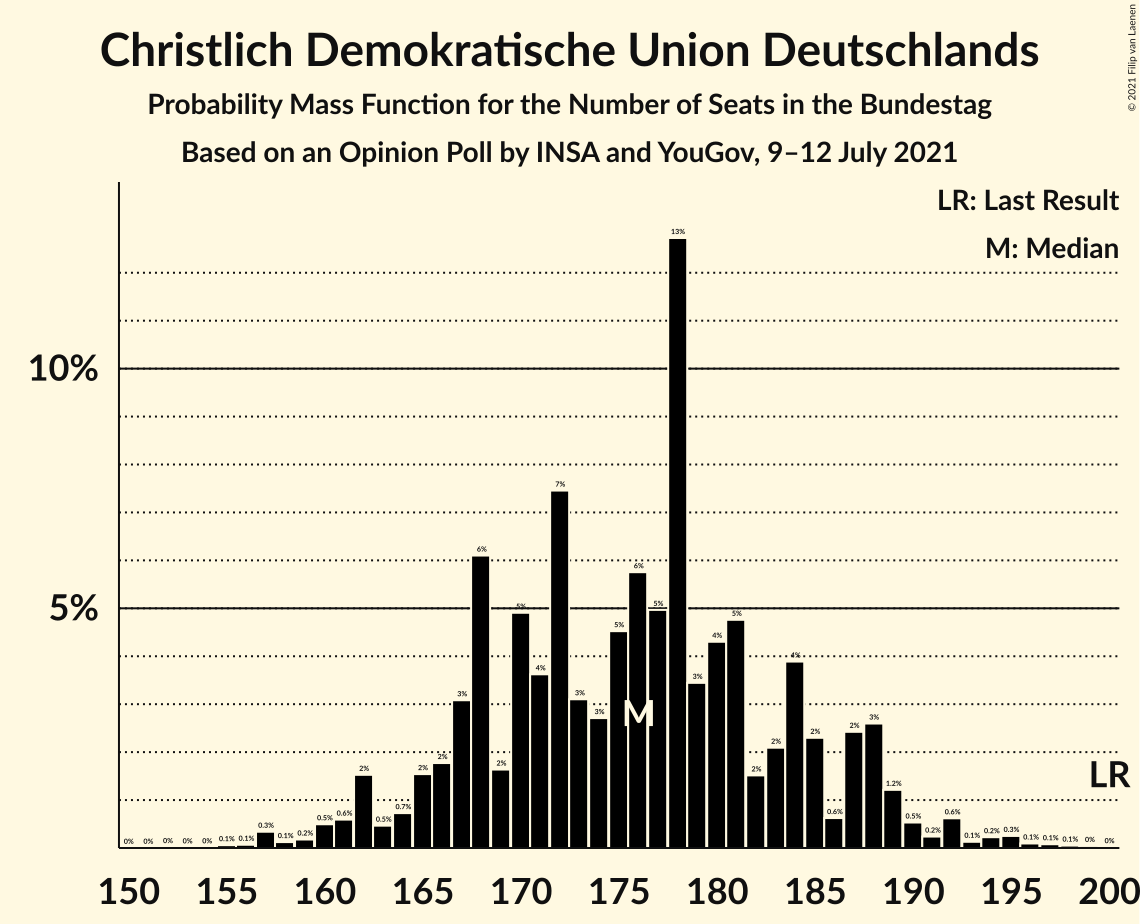 Christlich Demokratische Union Deutschlands
Probability Mass Function for the Number of Seats in the Bundestag
Based on an Opinion Poll by INSA and YouGov, 9–12 July 2021
© 2021 Filip van Laenen
LR: Last Result
M: Median
10%
5%
0% 0% 0% 0% 0% 0.1% 0.1% 0.3% 0.1% 0.2% 0.5% 0.6% 2% 0.5% 0.7% 2% 2% 3% 6% 2% 5% 4% 7% 3% 3% 5% 6% 5% 13% 3% 4% 5% 2% 2% 4% 2% 0.6% 2% 3% 1.2% 0.5% 0.2% 0.6% 0.1% 0.2% 0.3% 0.1% 0.1% 0.1% 0% 0%
M
LR
150 155 160 165 170 175 180 185 190 195 200